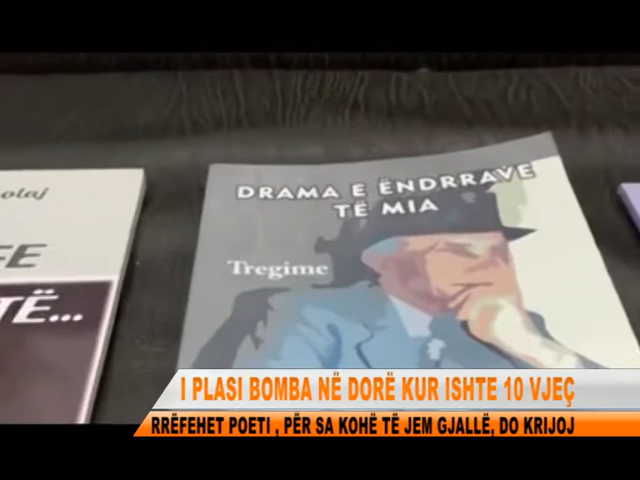 olaj
FE
TË...
DRAMA E ËNDRRAVE
TË MIA
Tregime
I PLASI BOMBA NË DORË KUR ISHTE 10 VJEÇ
RRËFEHET POETI , PËR SA KOHË TË JEM GJALLË, DO KRIJOJ